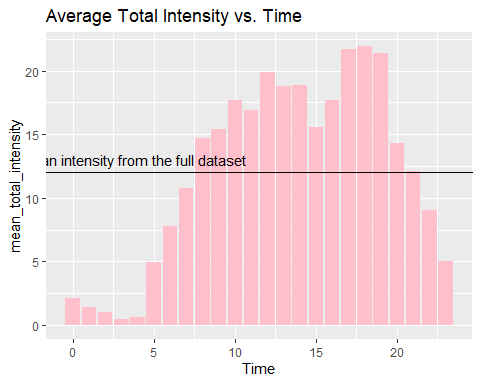 Average Total Intensity vs. Time
20
15
an intensity from the full dataset
10
5
0
mean_total_intensity
0 5 10 15 20
Time